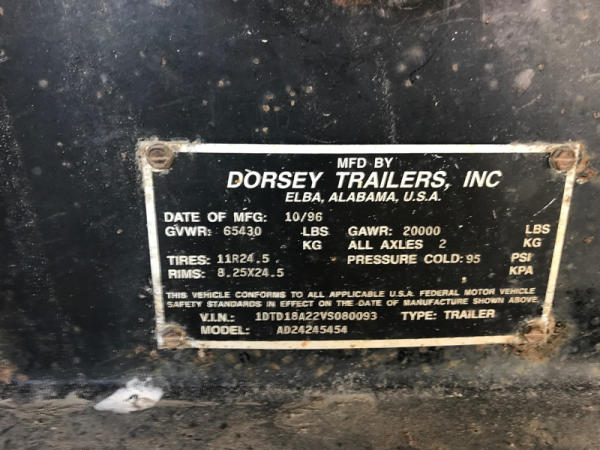 MFD BY
DORSEY TRAILERS, INC
ELBA, ALABAMA, U.S.A.
DATE OF MFG: 10/96
GVWR: 65430 LBS GAWR: 20000 LBS
KG ALL AXLES 2 KG
TIRES: 11R24.5 PRESSURE COLD: 95 PSI
RIMS: 8.25X24.5 KPA
THIS VEHICLE CONFORMS TO ALL APPLICABLE U.S.A. FEDERAL MOTOR VEHICLE
SAFETY STANDARDS IN EFFECT ON THE DATE OF MANUFACTURE SHOWN ABOVE.
V.I.N.: 1DTD18A22VS080093 TYPE: TRAILER
MODEL: AD24245454